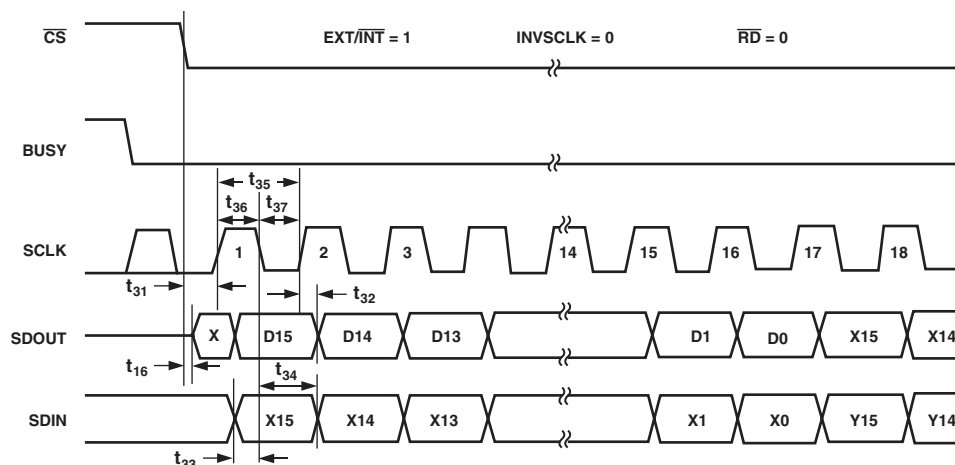 CS EXT/INT = 1 INVSCLK = 0 RD = 0
BUSY
t35
t36 t37
SCLK 1 2 3 14 15 16 17 18
t31 t32
SDOUT X D15 D14 D13 D1 D0 X15 X14
t16 t34
SDIN X15 X14 X13 X1 X0 Y15 Y14
t33